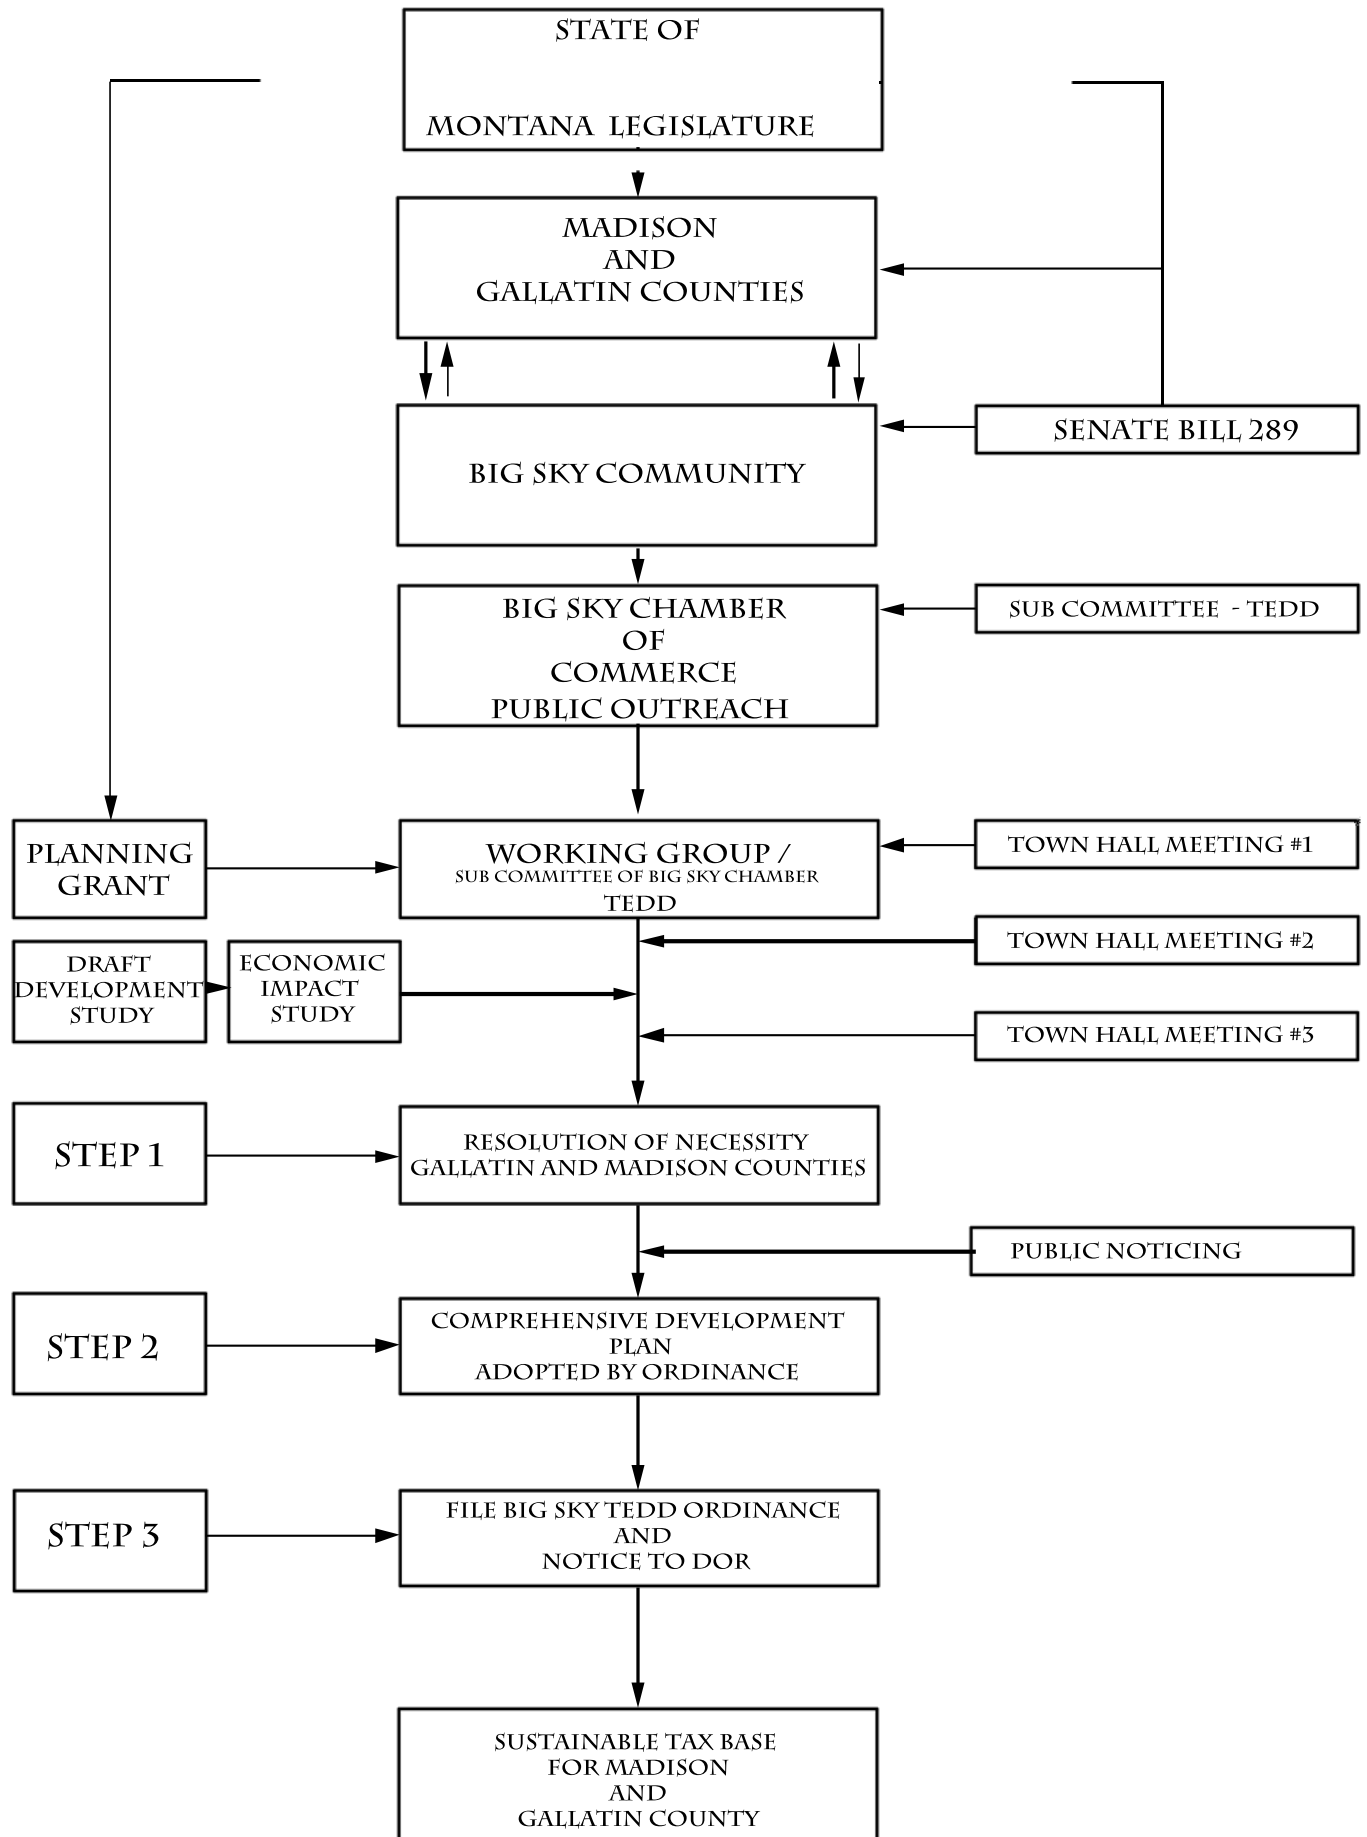 STATE OF
MONTANA LEGISLATURE
MADISON
AND
GALLATIN COUNTIES
SENATE BILL 289
BIG SKY COMMUNITY
BIG SKY CHAMBER
OF
COMMERCE
PUBLIC OUTREACH
SUB COMMITTEE - TEDD
PLANNING
GRANT
WORKING GROUP /
SUB COMMITTEE OF BIG SKY CHAMBER
TEDD
TOWN HALL MEETING #1
TOWN HALL MEETING #2
DRAFT
DEVELOPMENT
STUDY
ECONOMIC
IMPACT
STUDY
TOWN HALL MEETING #3
STEP 1
RESOLUTION OF NECESSITY
GALLATIN AND MADISON COUNTIES
PUBLIC NOTICING
STEP 2
COMPREHENSIVE DEVELOPMENT
PLAN
ADOPTED BY ORDINANCE
STEP 3
FILE BIG SKY TEDD ORDINANCE
AND
NOTICE TO DOR
SUSTAINABLE TAX BASE
FOR MADISON
AND
GALLATIN COUNTY